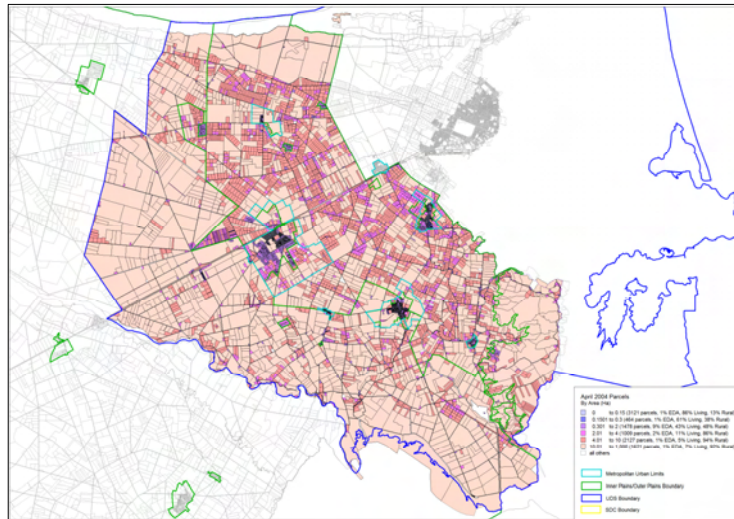 April 2004 Parcels
By Area (Ha)
0 to 0.15 (3121 parcels, 1% EDA, 86% Living, 13% Rural)
0.1501 to 0.3 (464 parcels, 1% EDA, 61% Living, 38% Rural)
0.301 to 2 (1478 parcels, 9% EDA, 43% Living, 48% Rural)
2.01 to 4 (1009 parcels, 2% EDA, 11% Living, 86% Rural)
4.01 to 10 (2127 parcels, 1% EDA, 5% Living, 94% Rural)
all others
Metropolitan Urban Limits
Inner Plains/Outer Plains Boundary
UDS Boundary
SDC Boundary